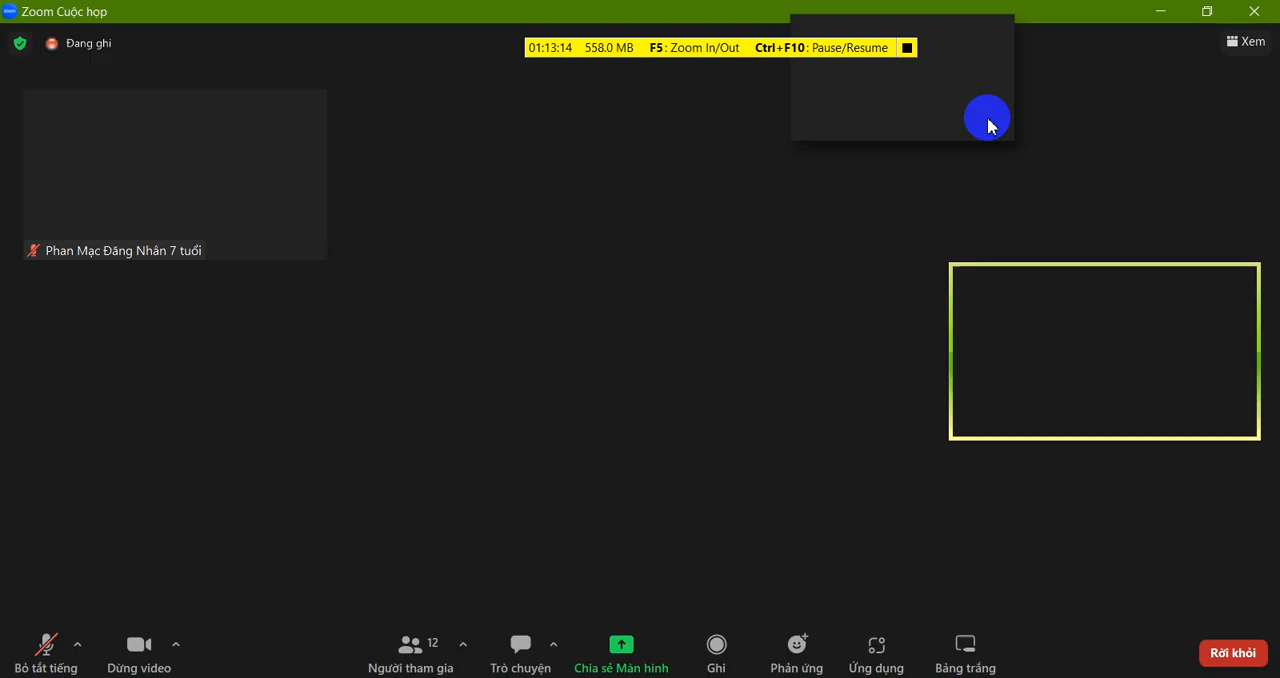 zoom Zoom Cuộc họp
Đang ghi
01:13:14 558.0 MB F5: Zoom In/Out Ctrl+F10: Pause/Resume
Xem
Phan Mạc Đăng Nhân 7 tuổi
12
Bỏ tắt tiếng Dừng video Người tham gia Trò chuyện Chia sẻ Màn hình Ghi Phản ứng Ứng dụng Bảng trắng Rời khỏi